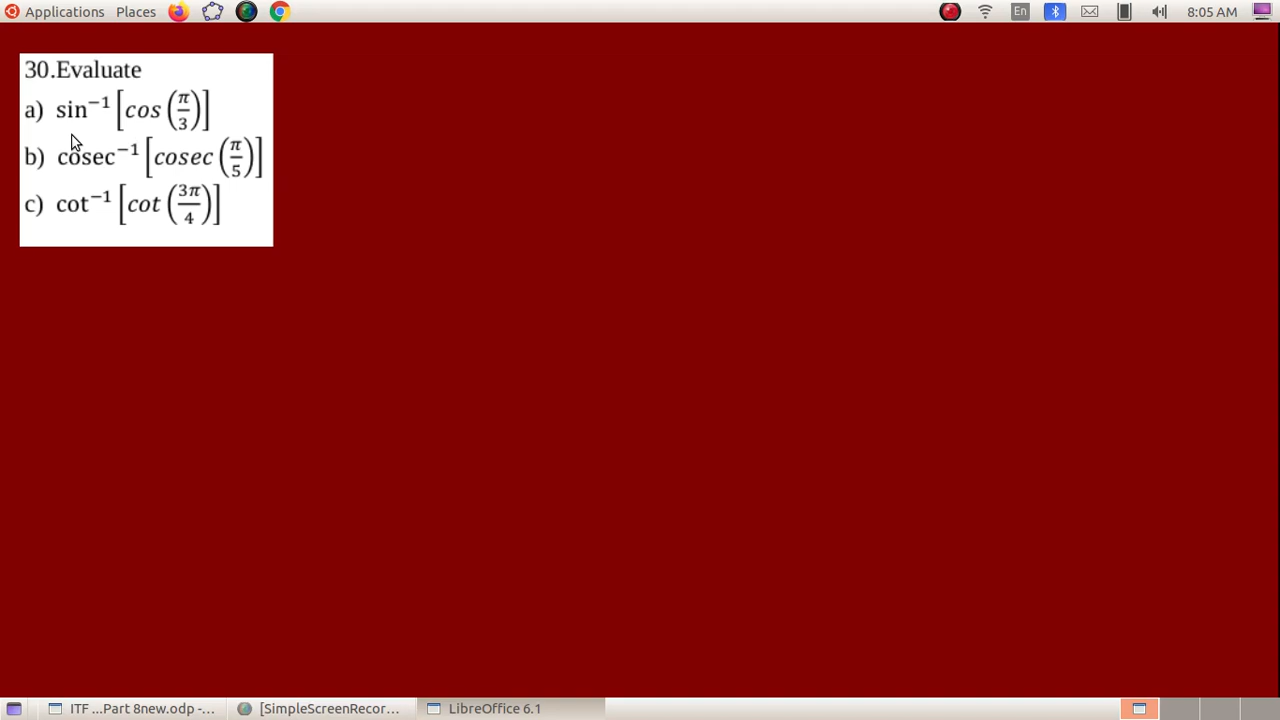 Applications Places En 8:05 AM
30.Evaluate
a) sin⁻¹ [cos (π/3)]
b) cosec⁻¹ [cosec (π/5)]
c) cot⁻¹ [cot (3π/4)]
ITF ...Part 8new.odp -... [SimpleScreenRecor... LibreOffice 6.1